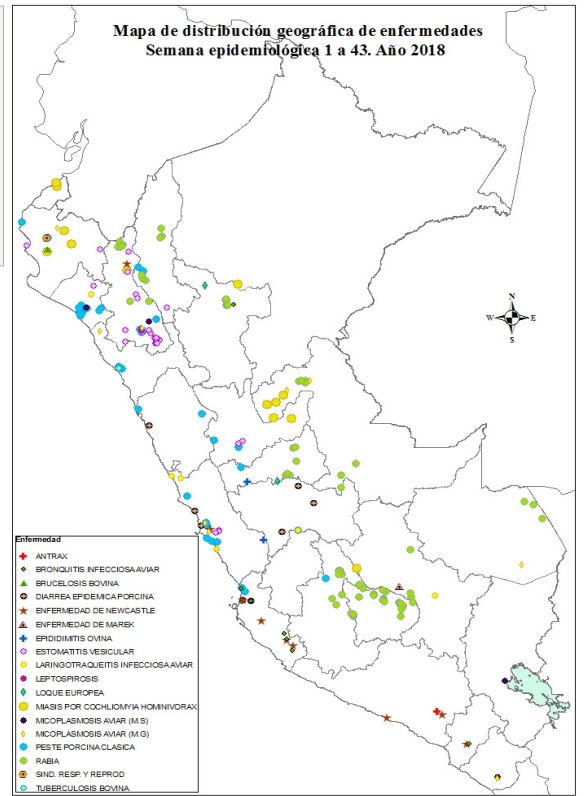 Mapa de distribución geográfica de enfermedades
Semana epidemiológica 1 a 43. Año 2018
N
W E
S
Enfermedad
ANTRAX
BRONQUITIS INFECCIOSA AVIAR
BRUCELOSIS BOVINA
DIARREA EPIDEMICA PORCINA
ENFERMEDAD DE NEWCASTLE
ENFERMEDAD DE MAREK
EPIDIDIMITIS OVINA
ESTOMATITIS VESICULAR
LARINGOTRAQUEITIS INFECCIOSA AVIAR
LEPTOSPIROSIS
LOQUE EUROPEA
MIASIS POR COCHLIOMYIA HOMINIVORAX
MICOPLASMOSIS AVIAR (M.S)
MICOPLASMOSIS AVIAR (M.G)
PESTE PORCINA CLASICA
RABIA
SIND. RESP. Y REPROD
TUBERCULOSIS BOVINA